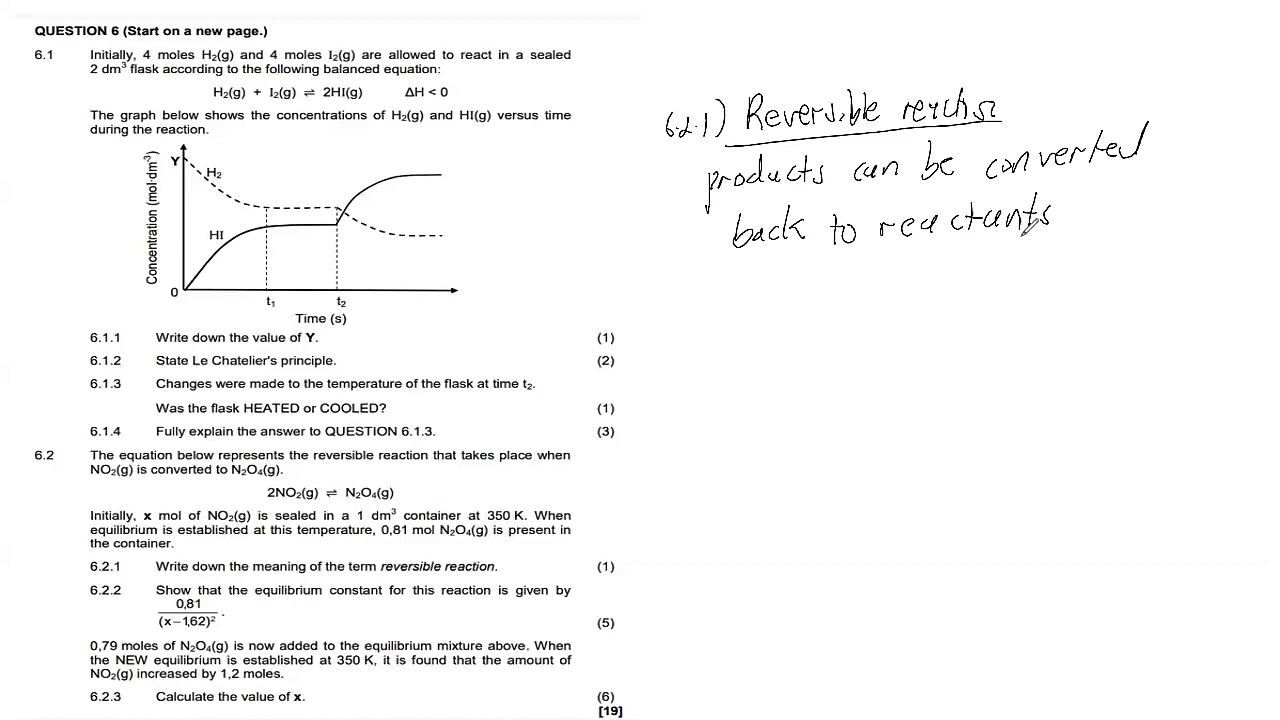 QUESTION 6 (Start on a new page.)
6.1 Initially, 4 moles H₂(g) and 4 moles I₂(g) are allowed to react in a sealed
2 dm³ flask according to the following balanced equation:
H₂(g) + I₂(g) ⇌ 2HI(g) ΔH < 0
The graph below shows the concentrations of H₂(g) and HI(g) versus time
during the reaction.
Concentration (mol·dm⁻³)
Y
H₂
HI
0
t₁ t₂
Time (s)
6.1.1 Write down the value of Y. (1)
6.1.2 State Le Chatelier's principle. (2)
6.1.3 Changes were made to the temperature of the flask at time t₂.
Was the flask HEATED or COOLED? (1)
6.1.4 Fully explain the answer to QUESTION 6.1.3. (3)
6.2 The equation below represents the reversible reaction that takes place when
NO₂(g) is converted to N₂O₄(g).
2NO₂(g) ⇌ N₂O₄(g)
Initially, x mol of NO₂(g) is sealed in a 1 dm³ container at 350 K. When
equilibrium is established at this temperature, 0,81 mol N₂O₄(g) is present in
the container.
6.2.1 Write down the meaning of the term reversible reaction. (1)
6.2.2 Show that the equilibrium constant for this reaction is given by
0,81
(x – 1,62)² . (5)
0,79 moles of N₂O₄(g) is now added to the equilibrium mixture above. When
the NEW equilibrium is established at 350 K, it is found that the amount of
NO₂(g) increased by 1,2 moles.
6.2.3 Calculate the value of x. (6)
[19]
6.2.1) Reversible
products can be converted
back to reactants